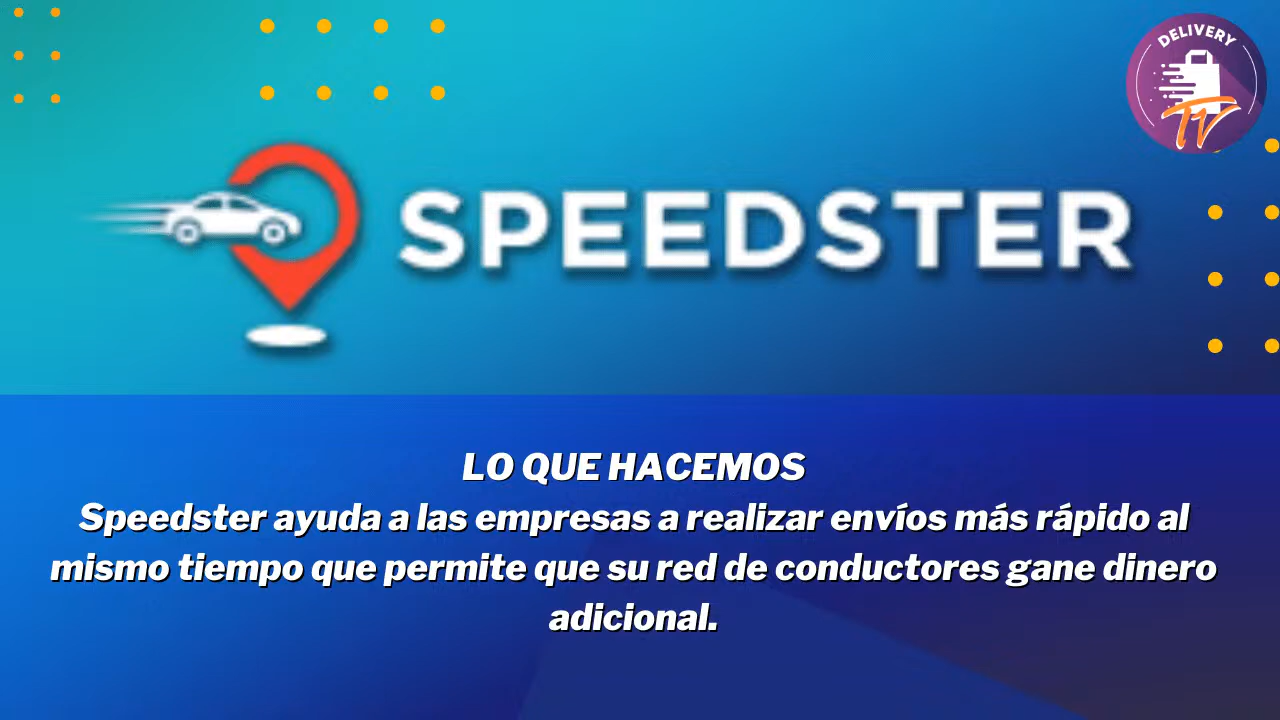 DELIVERY
TV
SPEEDSTER
LO QUE HACEMOS
Speedster ayuda a las empresas a realizar envíos más rápido al
mismo tiempo que permite que su red de conductores gane dinero
adicional.